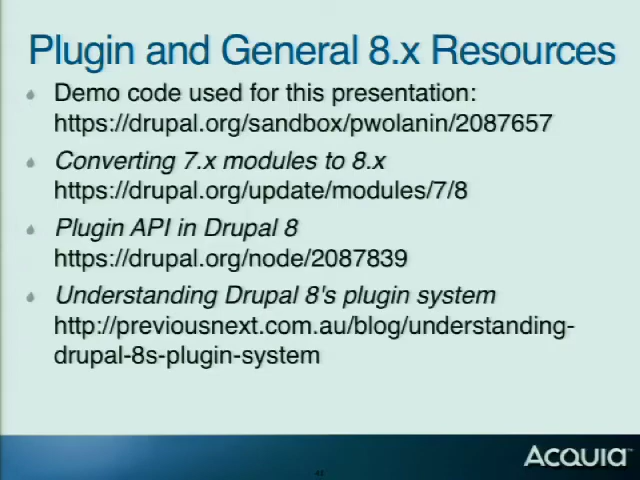 Plugin and General 8.x Resources
Demo code used for this presentation:
https://drupal.org/sandbox/pwolanin/2087657
Converting 7.x modules to 8.x
https://drupal.org/update/modules/7/8
Plugin API in Drupal 8
https://drupal.org/node/2087839
Understanding Drupal 8's plugin system
http://previousnext.com.au/blog/understanding-
drupal-8s-plugin-system
ACQUIA